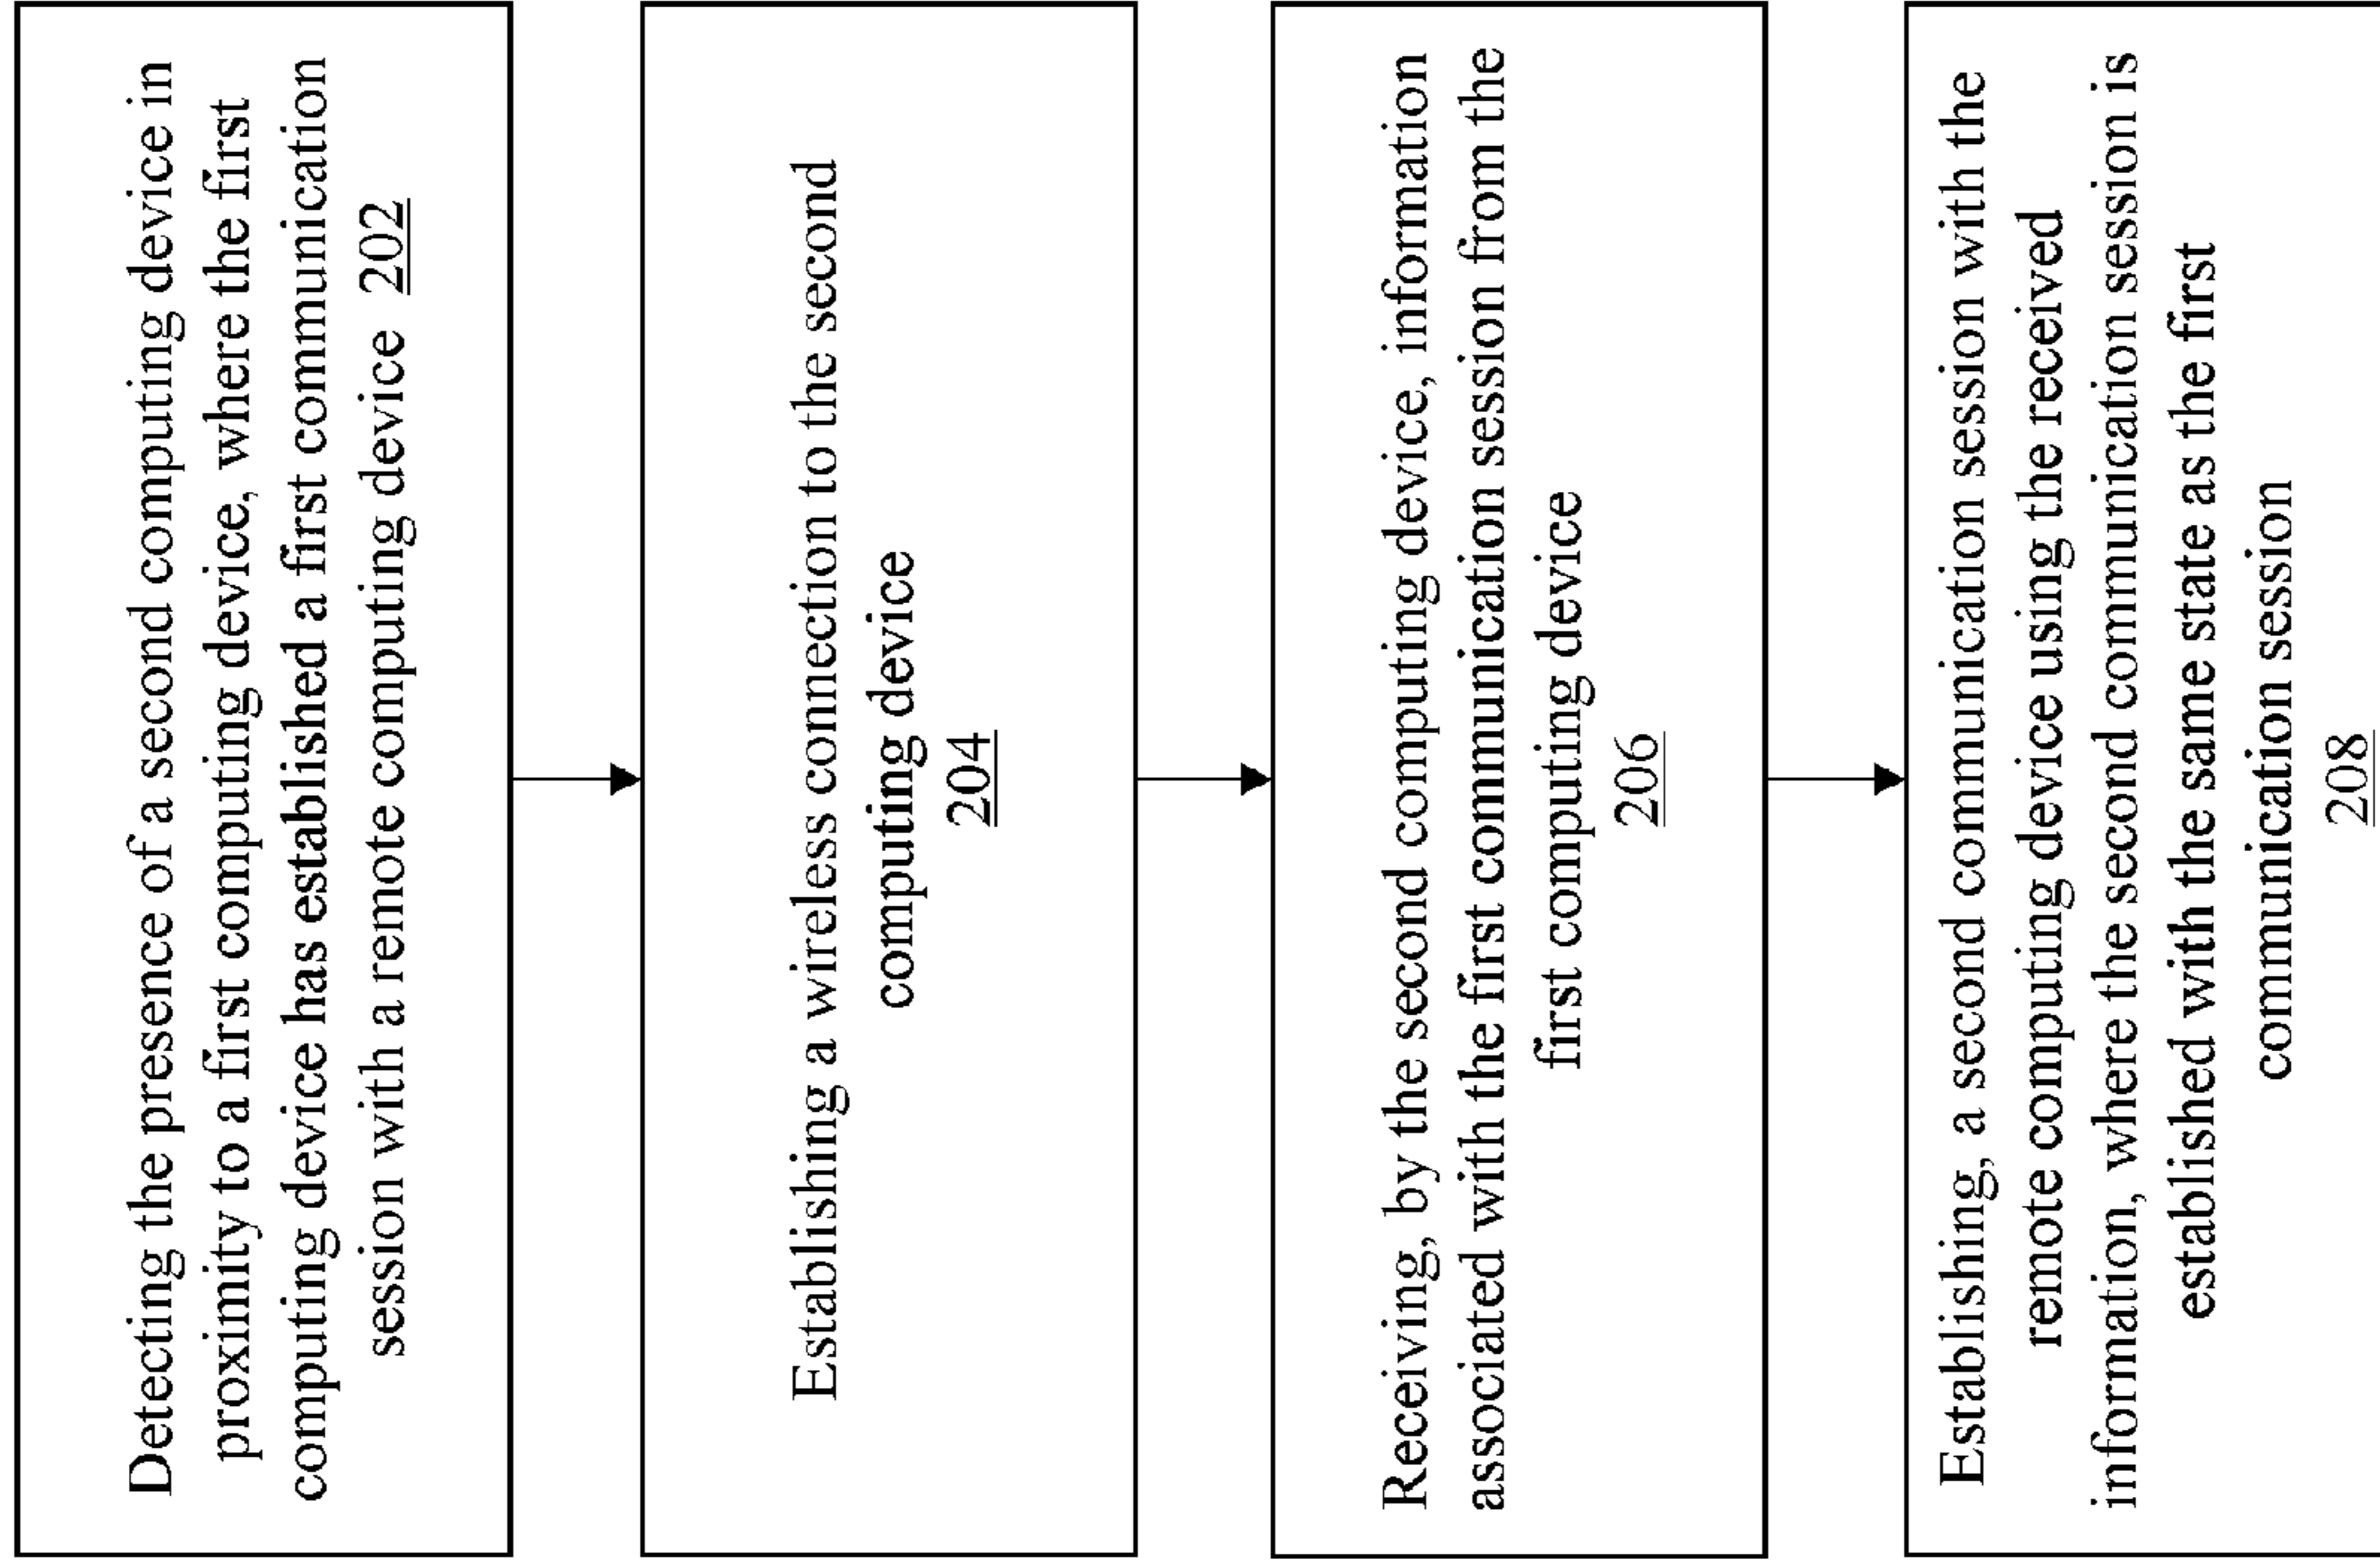 Detecting the presence of a second computing device in
proximity to a first computing device, where the first
computing device has established a first communication
session with a remote computing device 202
Establishing a wireless connection to the second
computing device
204
Receiving, by the second computing device, information
associated with the first communication session from the
first computing device
206
Establishing, a second communication session with the
remote computing device using the received
information, where the second communication session is
established with the same state as the first
communication session
208